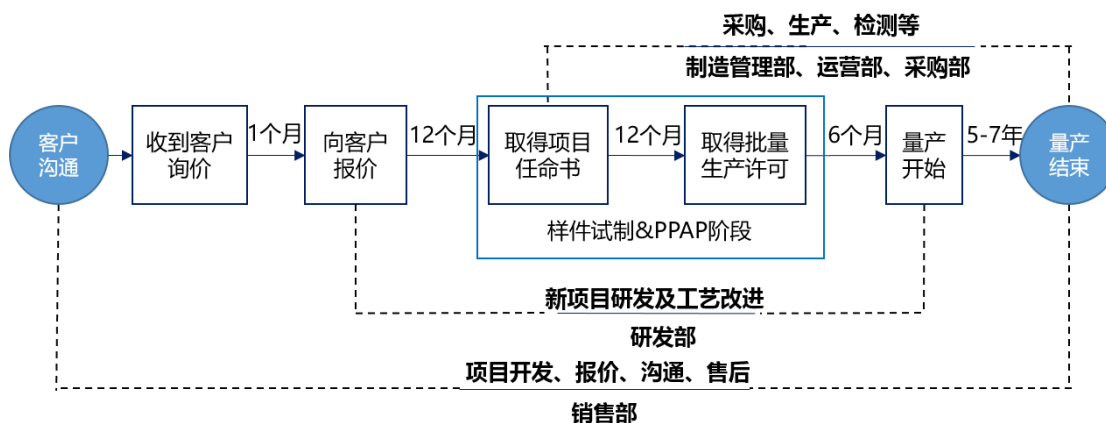 采购、生产、检测等
制造管理部、运营部、采购部
客户
沟通
收到客户
询价
1个月
向客户
报价
12个月
取得项目
任命书
12个月
取得批量
生产许可
6个月
量产
开始
5-7年
量产
结束
样件试制&PPAP阶段
新项目研发及工艺改进
研发部
项目开发、报价、沟通、售后
销售部